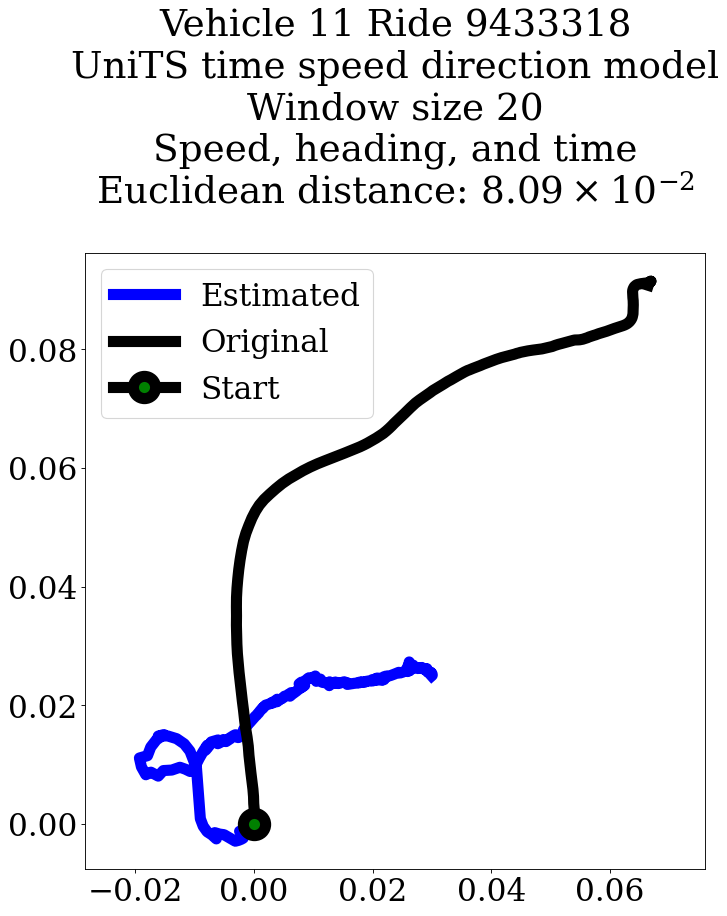 Vehicle 11 Ride 9433318
UniTS time speed direction model
Window size 20
Speed, heading, and time
Euclidean distance: 8.09 × 10⁻²
Estimated
Original
Start
0.08
0.06
0.04
0.02
0.00
−0.02 0.00 0.02 0.04 0.06